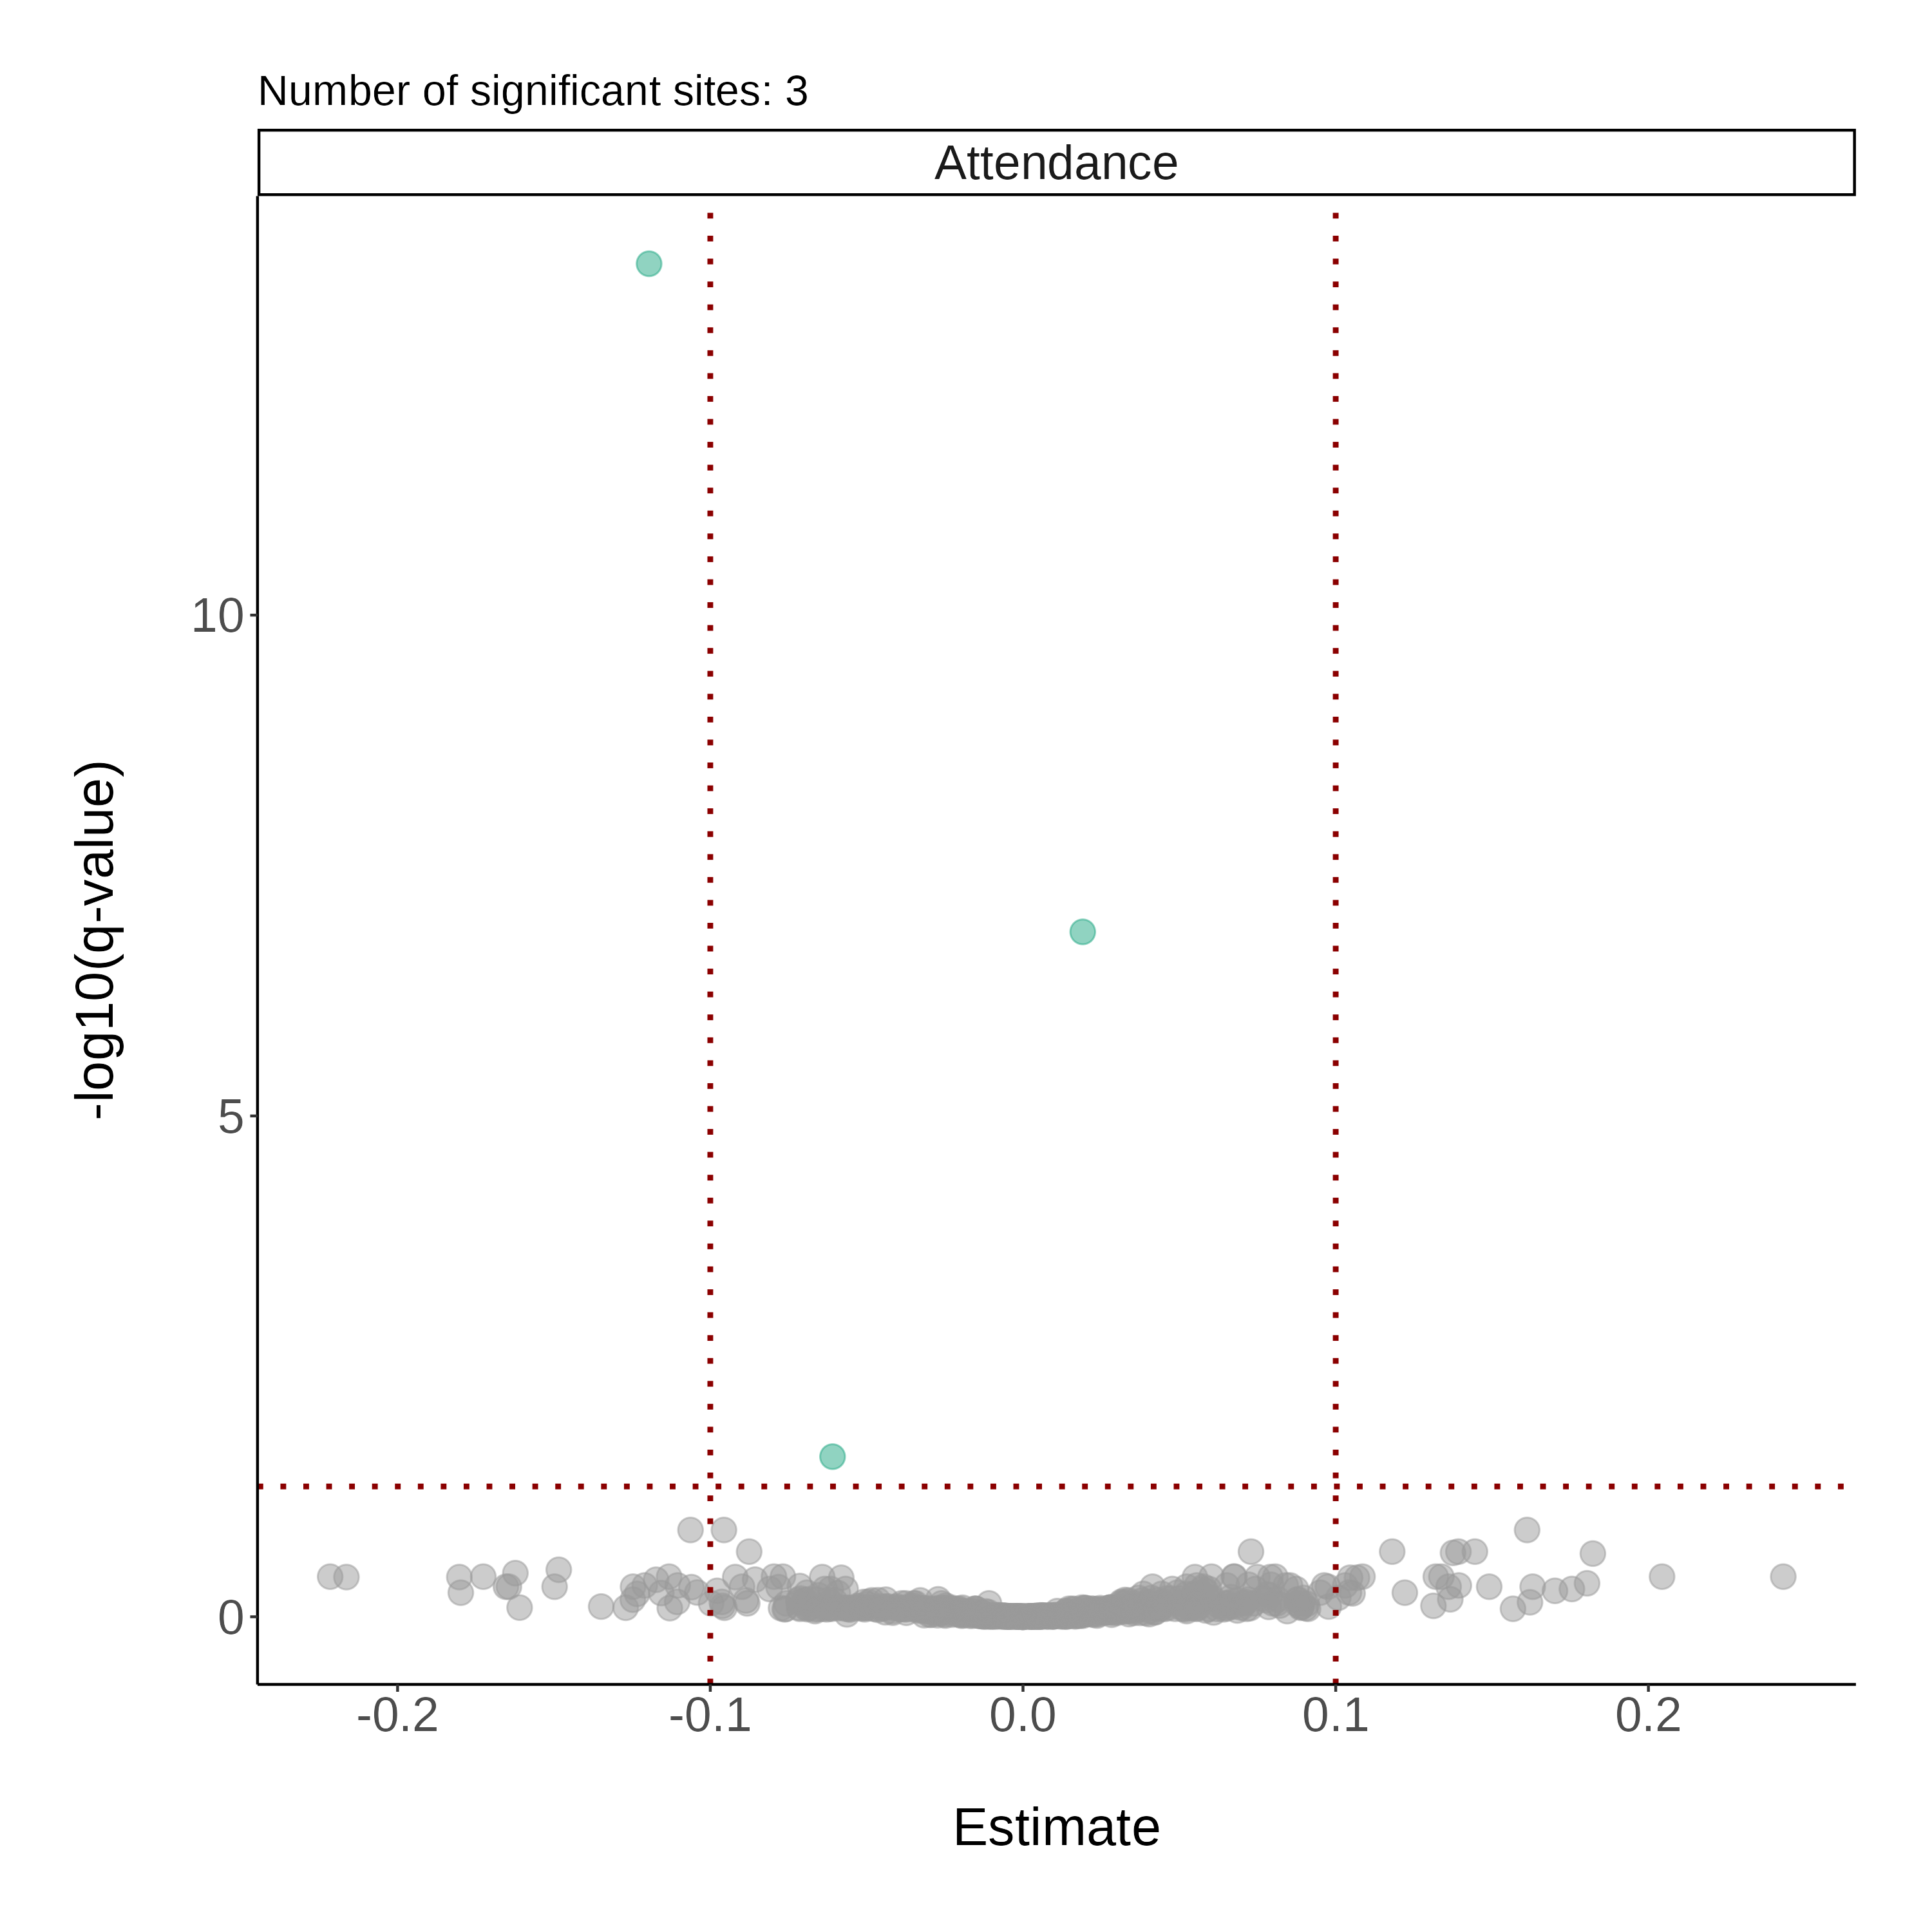 Number of significant sites: 3
Attendance
-log10(q-value)
10
5
0
-0.2
-0.1
0.0
0.1
0.2
Estimate